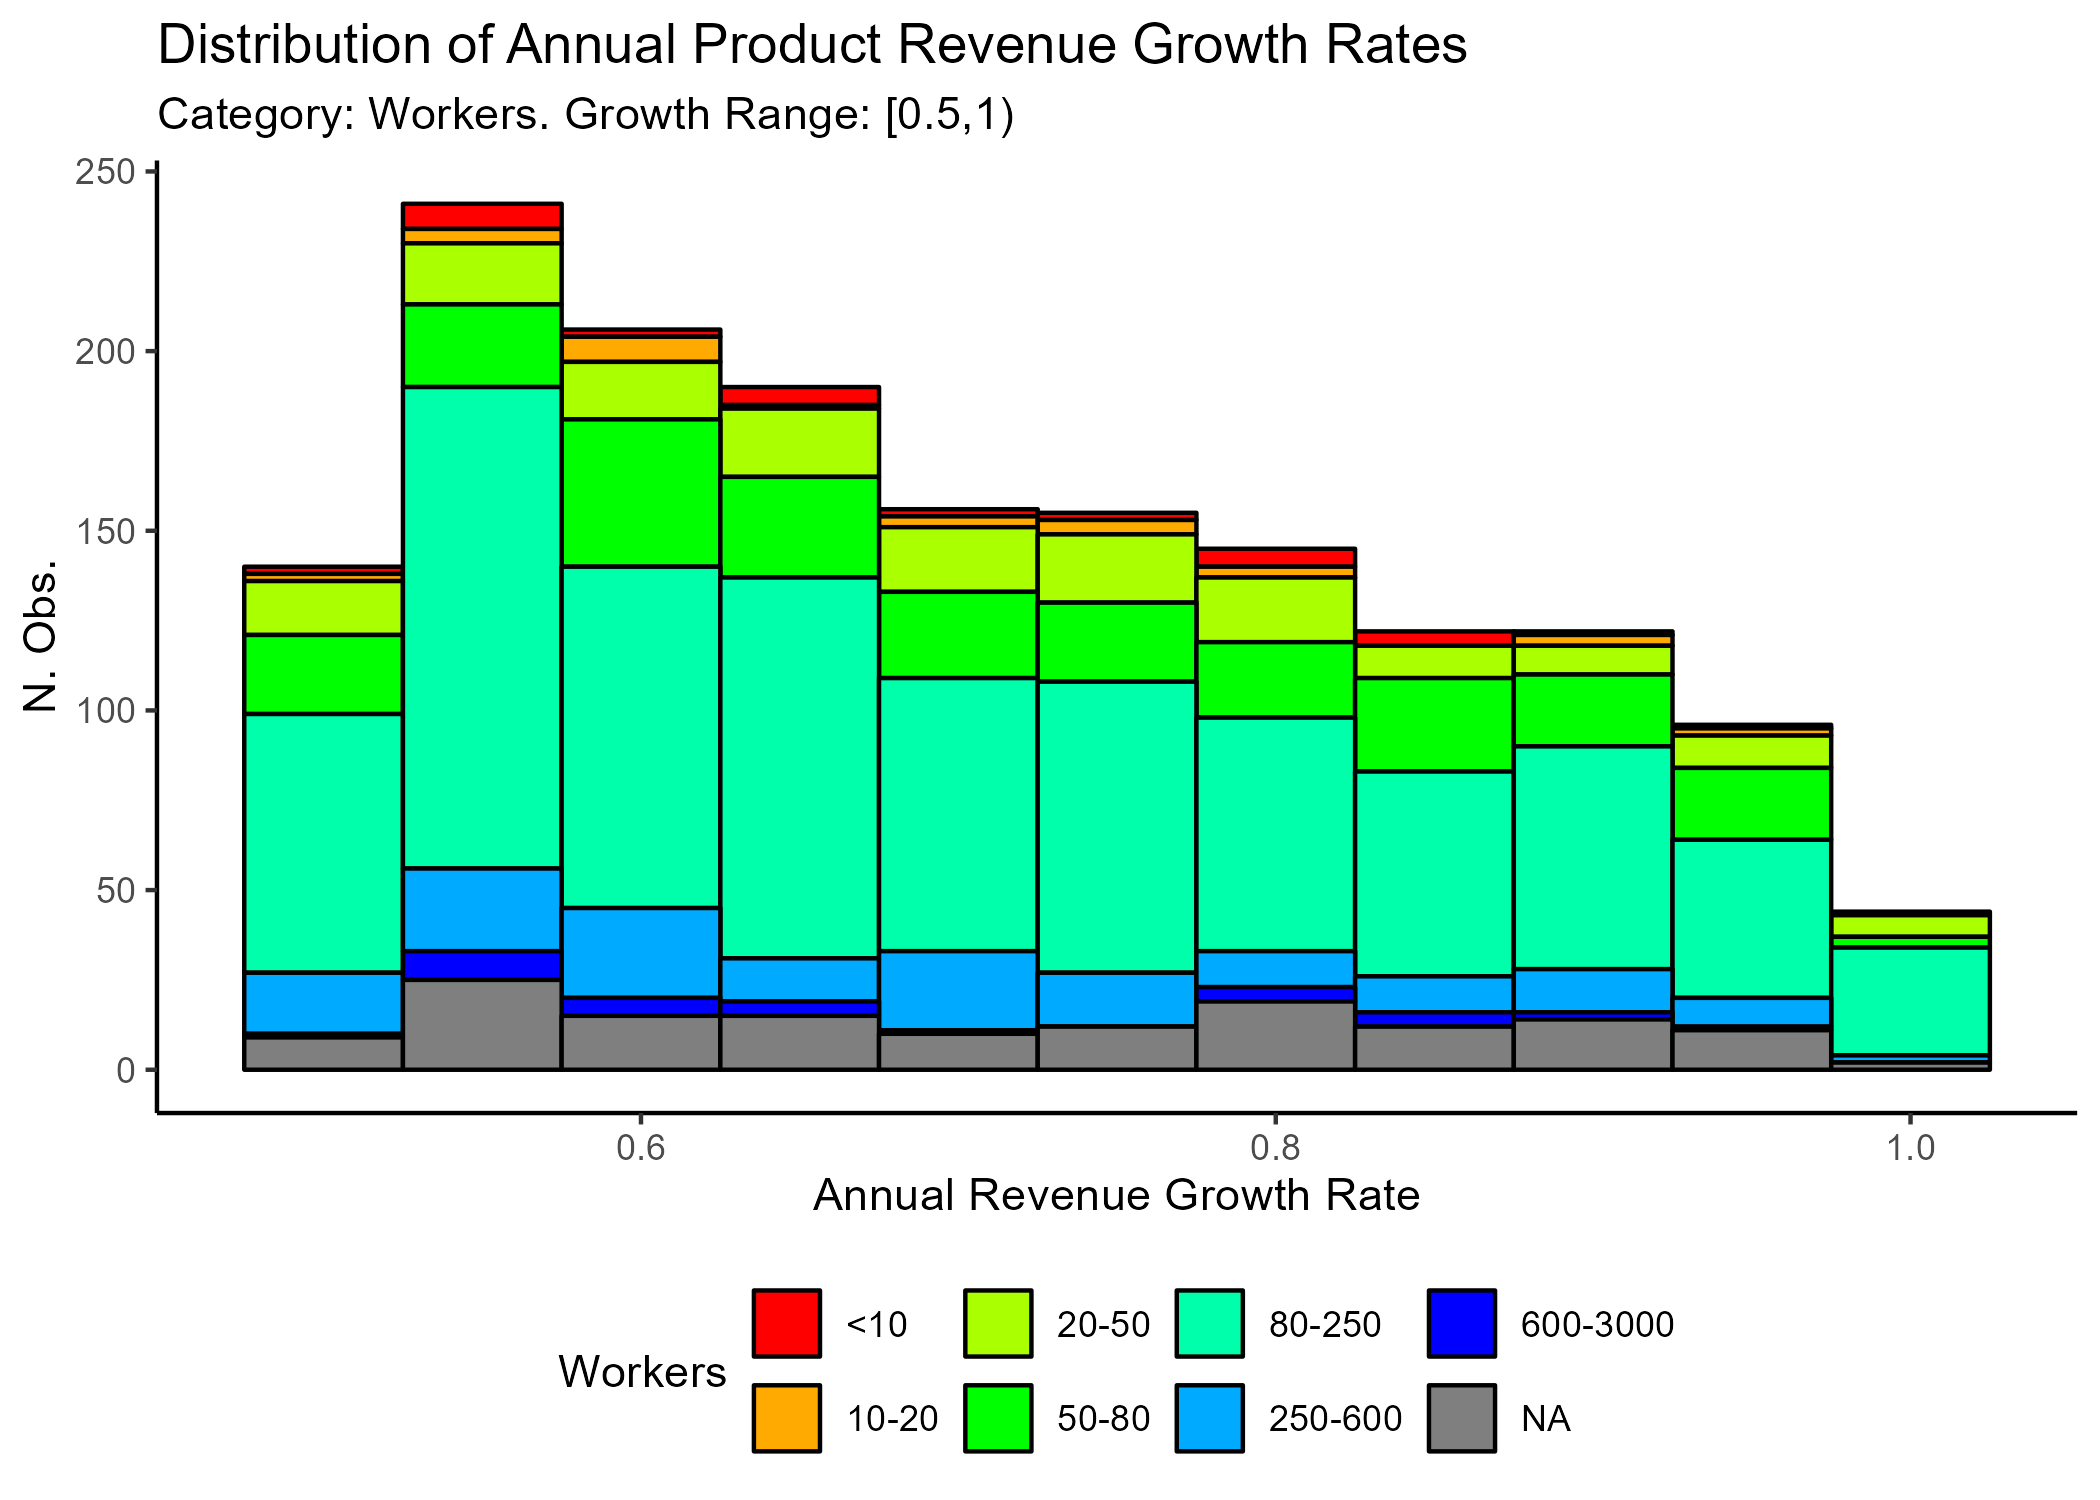 Distribution of Annual Product Revenue Growth Rates
Category: Workers. Growth Range: [0.5,1)
250
200
150
100
50
0
N. Obs.
0.6 0.8 1.0
Annual Revenue Growth Rate
Workers
<10 20-50 80-250 600-3000
10-20 50-80 250-600 NA